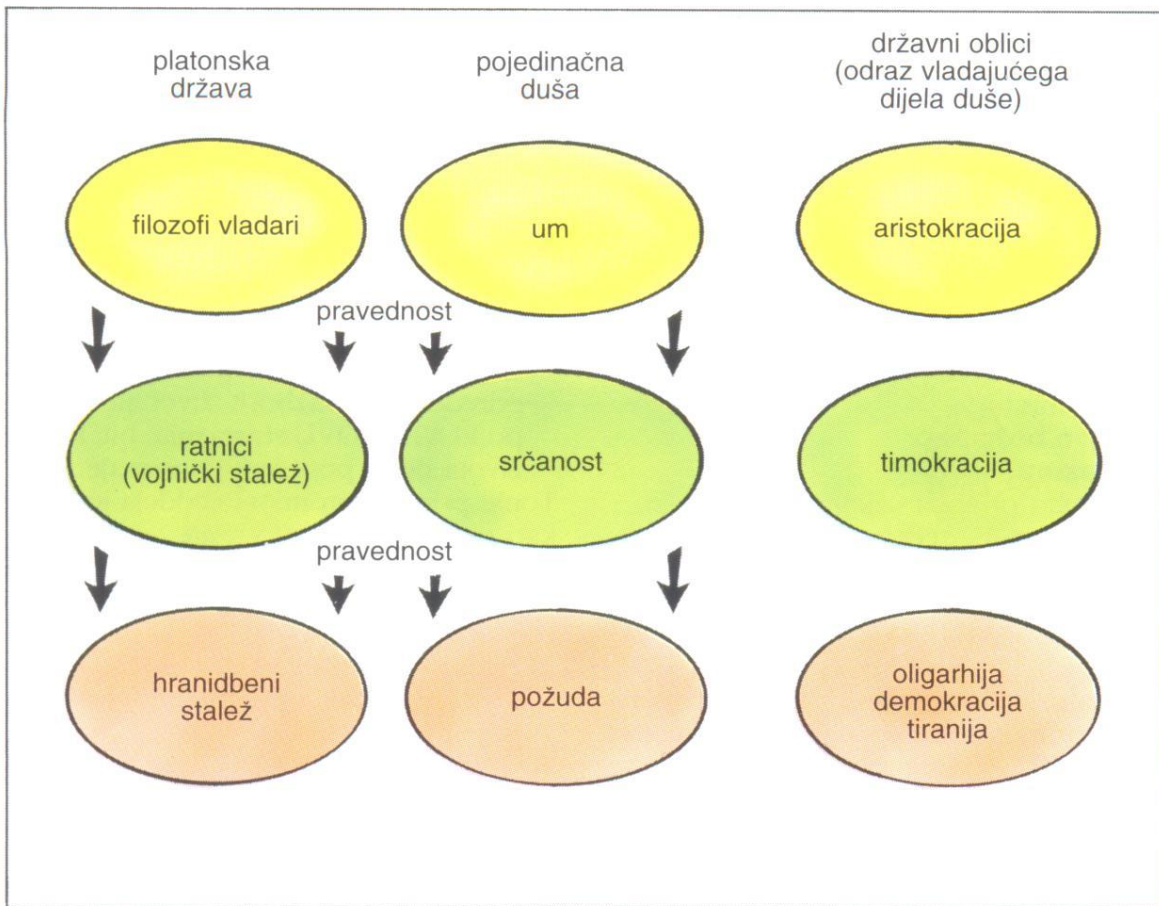 platonska
država
pojedinačna
duša
državni oblici
(odraz vladajućega
dijela duše)
filozofi vladari
um
aristokracija
pravednost
ratnici
(vojnički stalež)
srčanost
timokracija
pravednost
hranidbeni
stalež
požuda
oligarhija
demokracija
tiranija